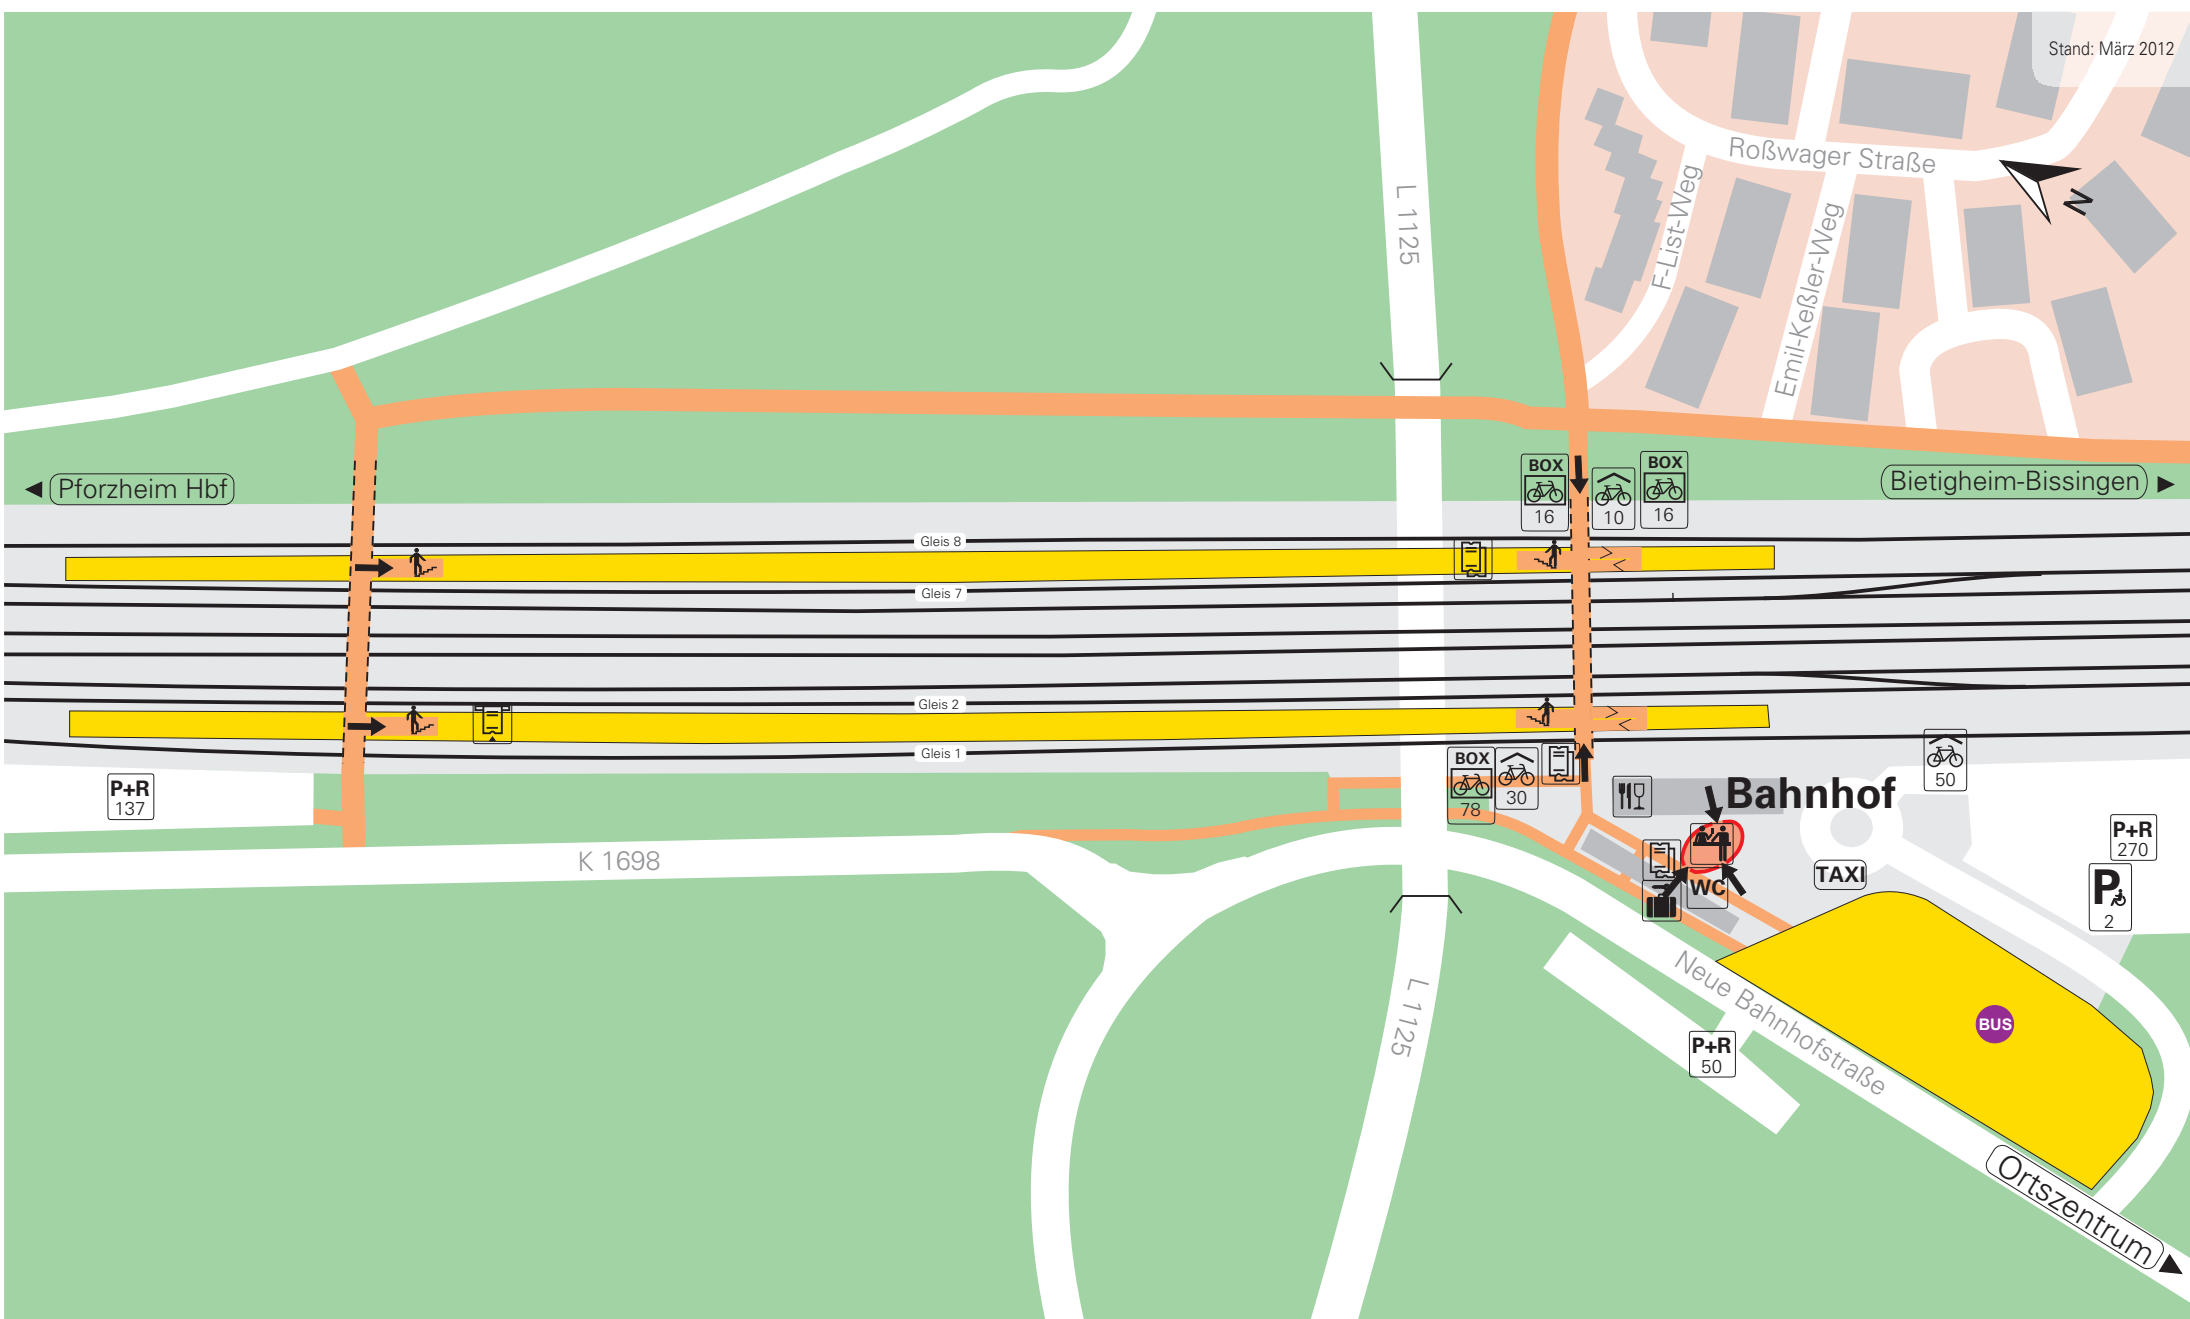 Stand: März 2012
Roßwager Straße
N
F-List-Weg
Emil-Keßler-Weg
L 1125
Pforzheim Hbf
Bietigheim-Bissingen
BOX
16
10
BOX
16
Gleis 8
Gleis 7
Gleis 2
Gleis 1
P+R
137
BOX
78
30
50
Bahnhof
P+R
270
K 1698
TAXI
WC
P
2
L 1125
Neue Bahnhofstraße
BUS
P+R
50
Ortszentrum